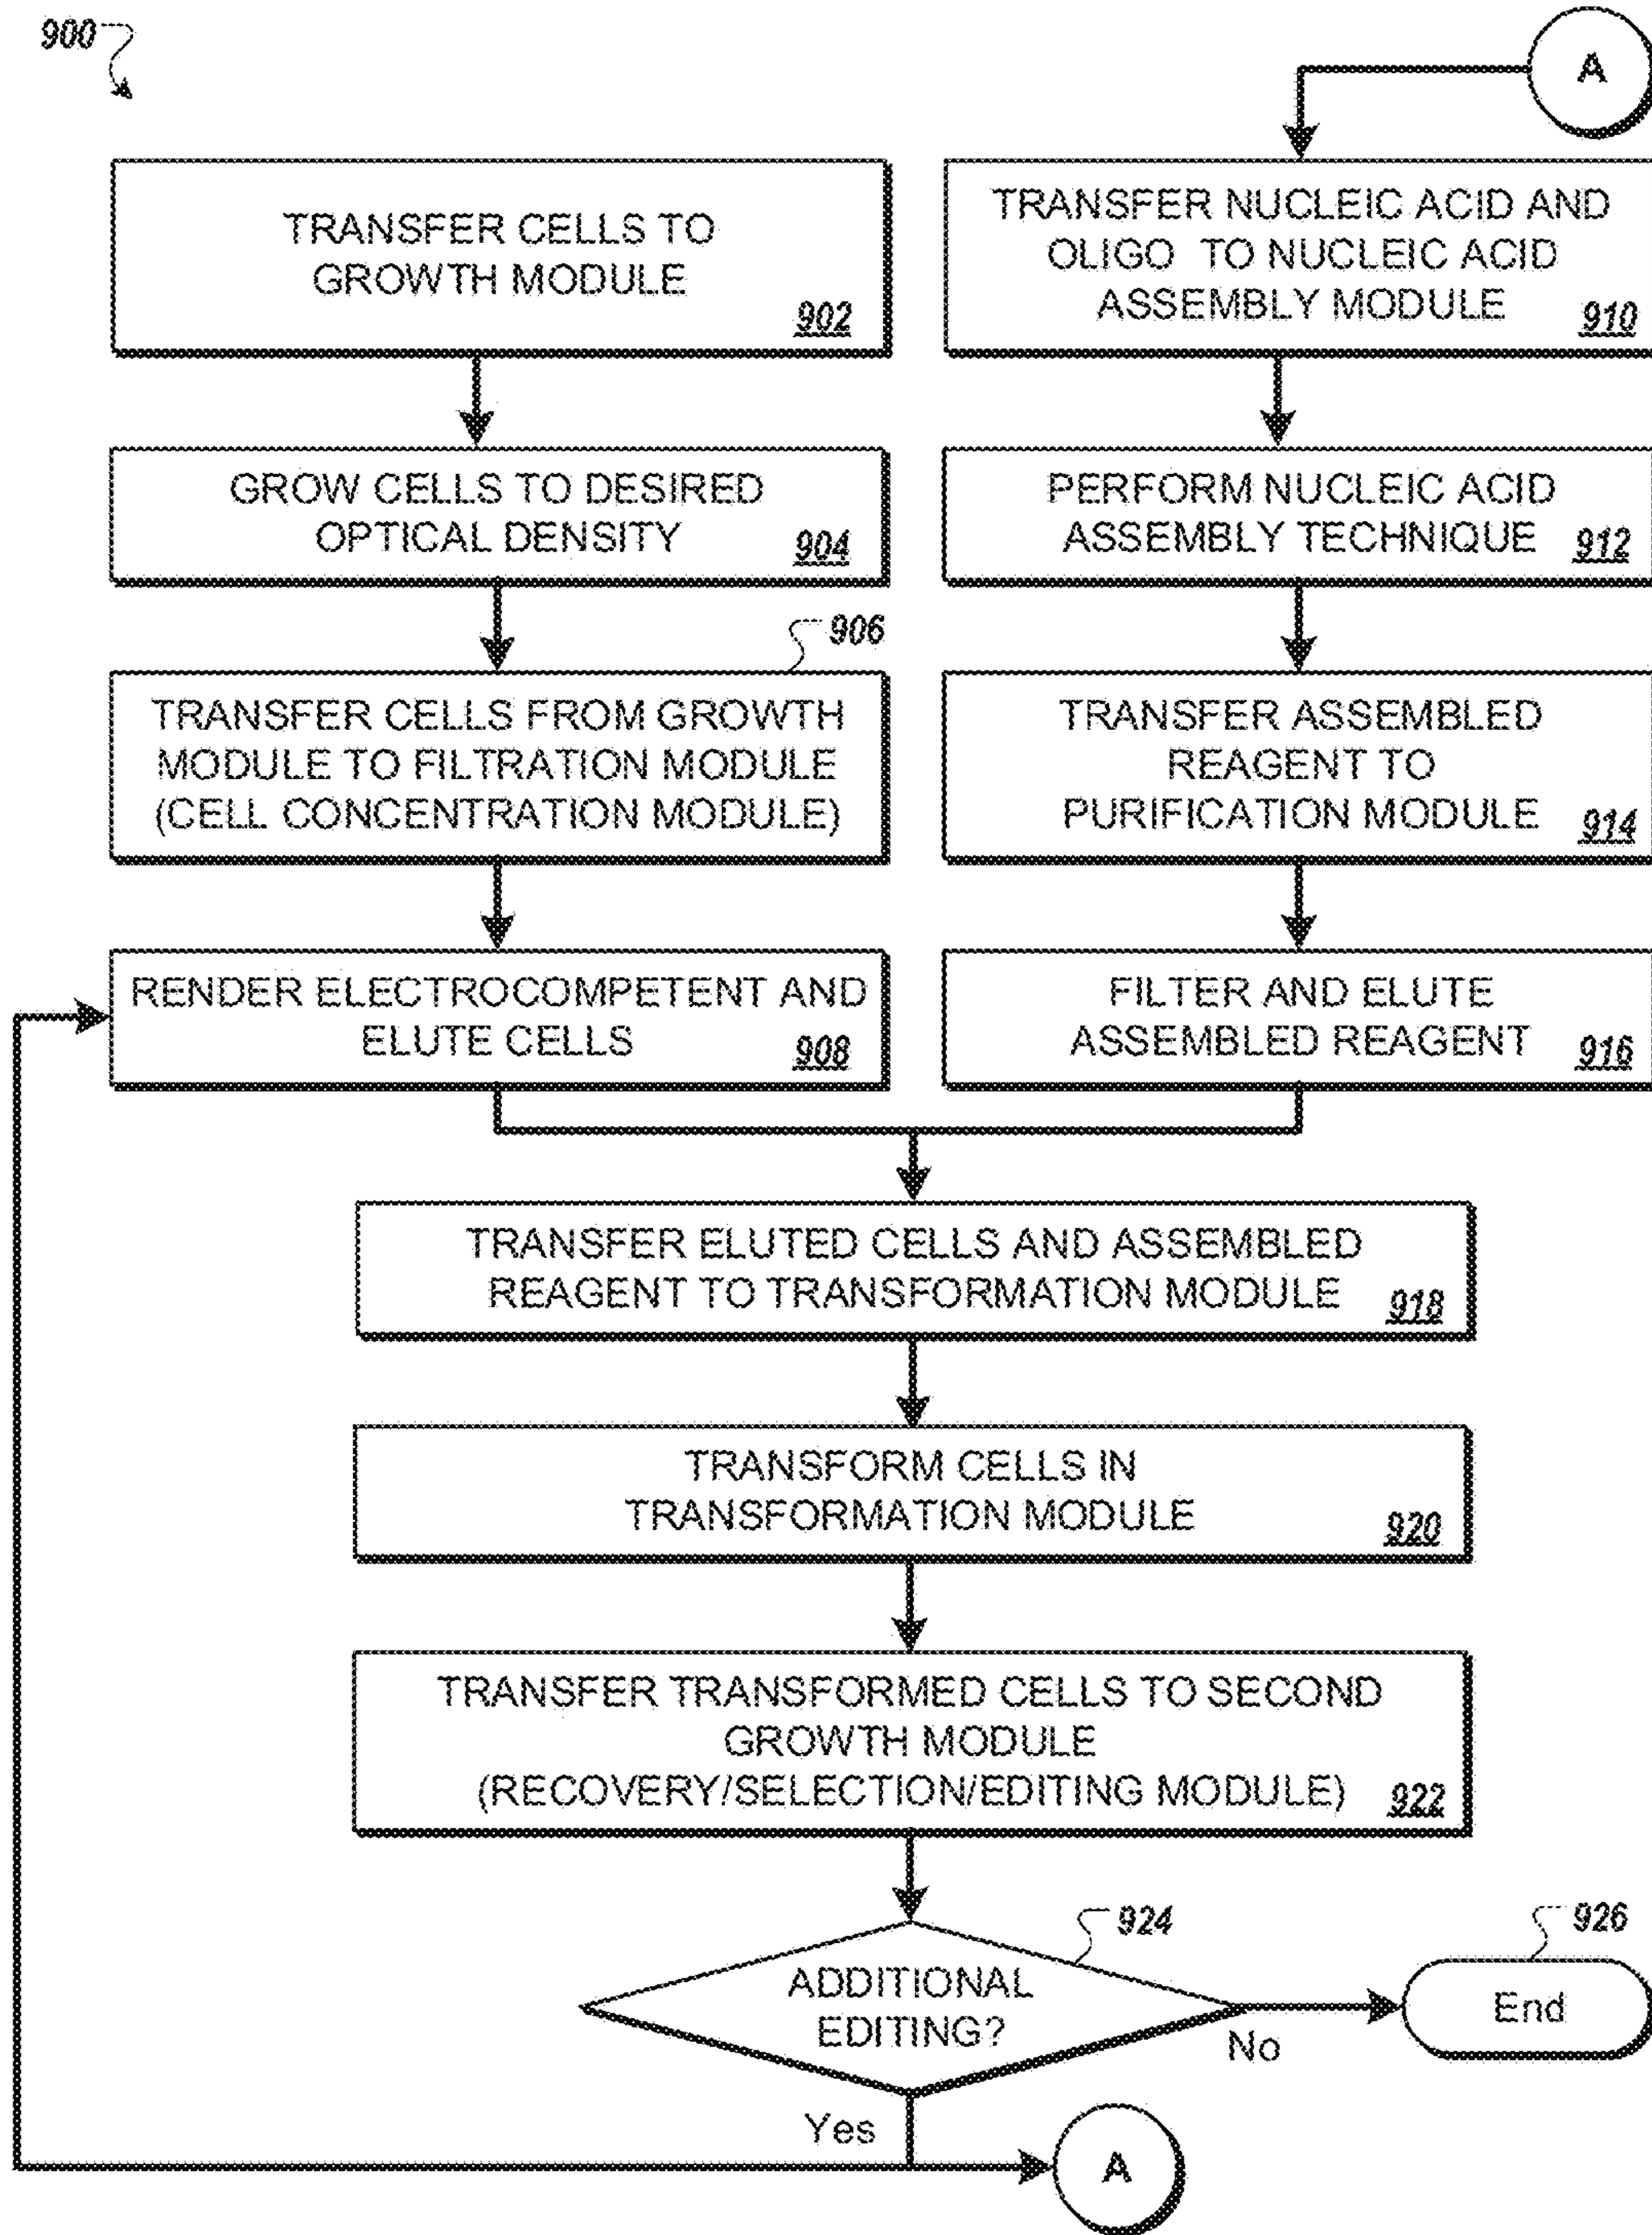 900
A
TRANSFER CELLS TO
GROWTH MODULE
902
GROW CELLS TO DESIRED
OPTICAL DENSITY
904
906
TRANSFER CELLS FROM GROWTH
MODULE TO FILTRATION MODULE
(CELL CONCENTRATION MODULE)
RENDER ELECTROCOMPETENT AND
ELUTE CELLS
908
TRANSFER NUCLEIC ACID AND
OLIGO TO NUCLEIC ACID
ASSEMBLY MODULE
910
PERFORM NUCLEIC ACID
ASSEMBLY TECHNIQUE
912
TRANSFER ASSEMBLED
REAGENT TO
PURIFICATION MODULE
914
FILTER AND ELUTE
ASSEMBLED REAGENT
916
TRANSFER ELUTED CELLS AND ASSEMBLED
REAGENT TO TRANSFORMATION MODULE
918
TRANSFORM CELLS IN
TRANSFORMATION MODULE
920
TRANSFER TRANSFORMED CELLS TO SECOND
GROWTH MODULE
(RECOVERY/SELECTION/EDITING MODULE)
922
924
ADDITIONAL
EDITING?
No
926
End
Yes
A